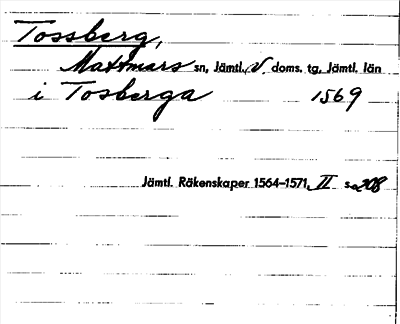 Tossberg,
Mattmars sn, Jämtl. V. doms. tg, Jämtl. län
i Tosberga 1569
Jämtl. Räkenskaper 1564–1571, II s. 208